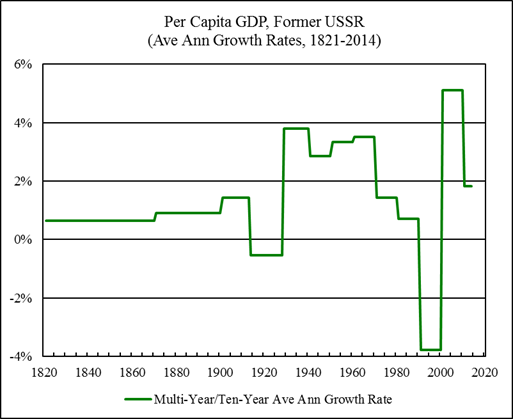 Per Capita GDP, Former USSR
(Ave Ann Growth Rates, 1821-2014)
6%
4%
2%
0%
-2%
-4%
1820 1840 1860 1880 1900 1920 1940 1960 1980 2000 2020
Multi-Year/Ten-Year Ave Ann Growth Rate